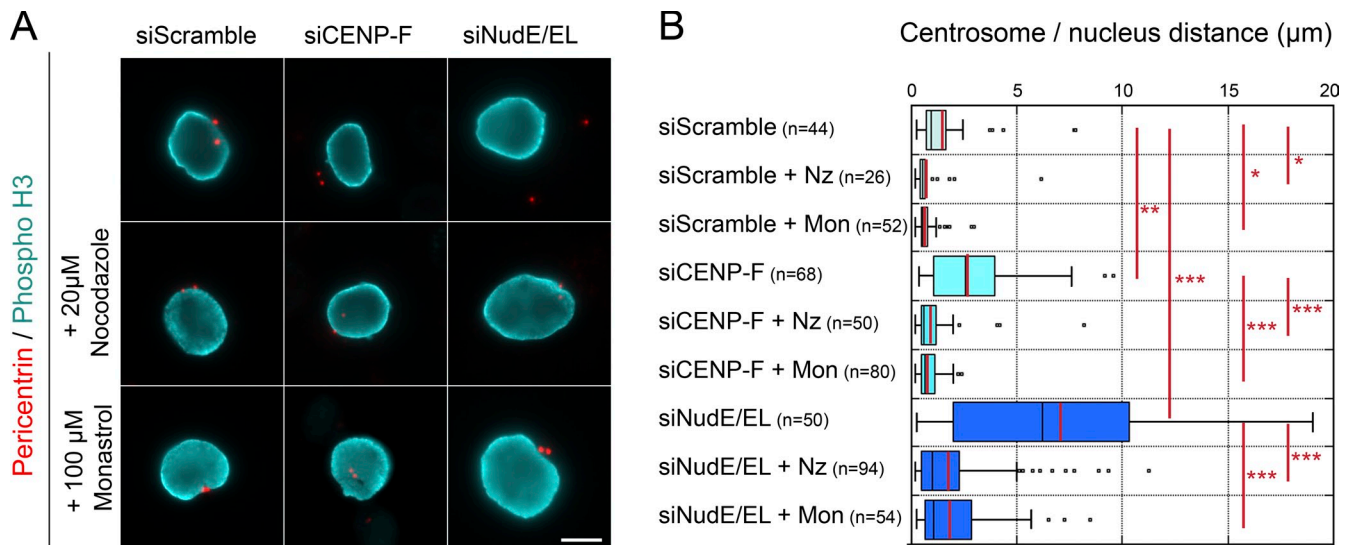 A
siScramble
siCENP-F
siNudE/EL
Pericentrin / Phospho H3
+ 20µM
Nocodazole
+ 100 µM
Monastrol
B
Centrosome / nucleus distance (µm)
0 5 10 15 20
siScramble (n=44)
siScramble + Nz (n=26)
siScramble + Mon (n=52)
siCENP-F (n=68)
siCENP-F + Nz (n=50)
siCENP-F + Mon (n=80)
siNudE/EL (n=50)
siNudE/EL + Nz (n=94)
siNudE/EL + Mon (n=54)
**
***
*
*
***
***
***
***